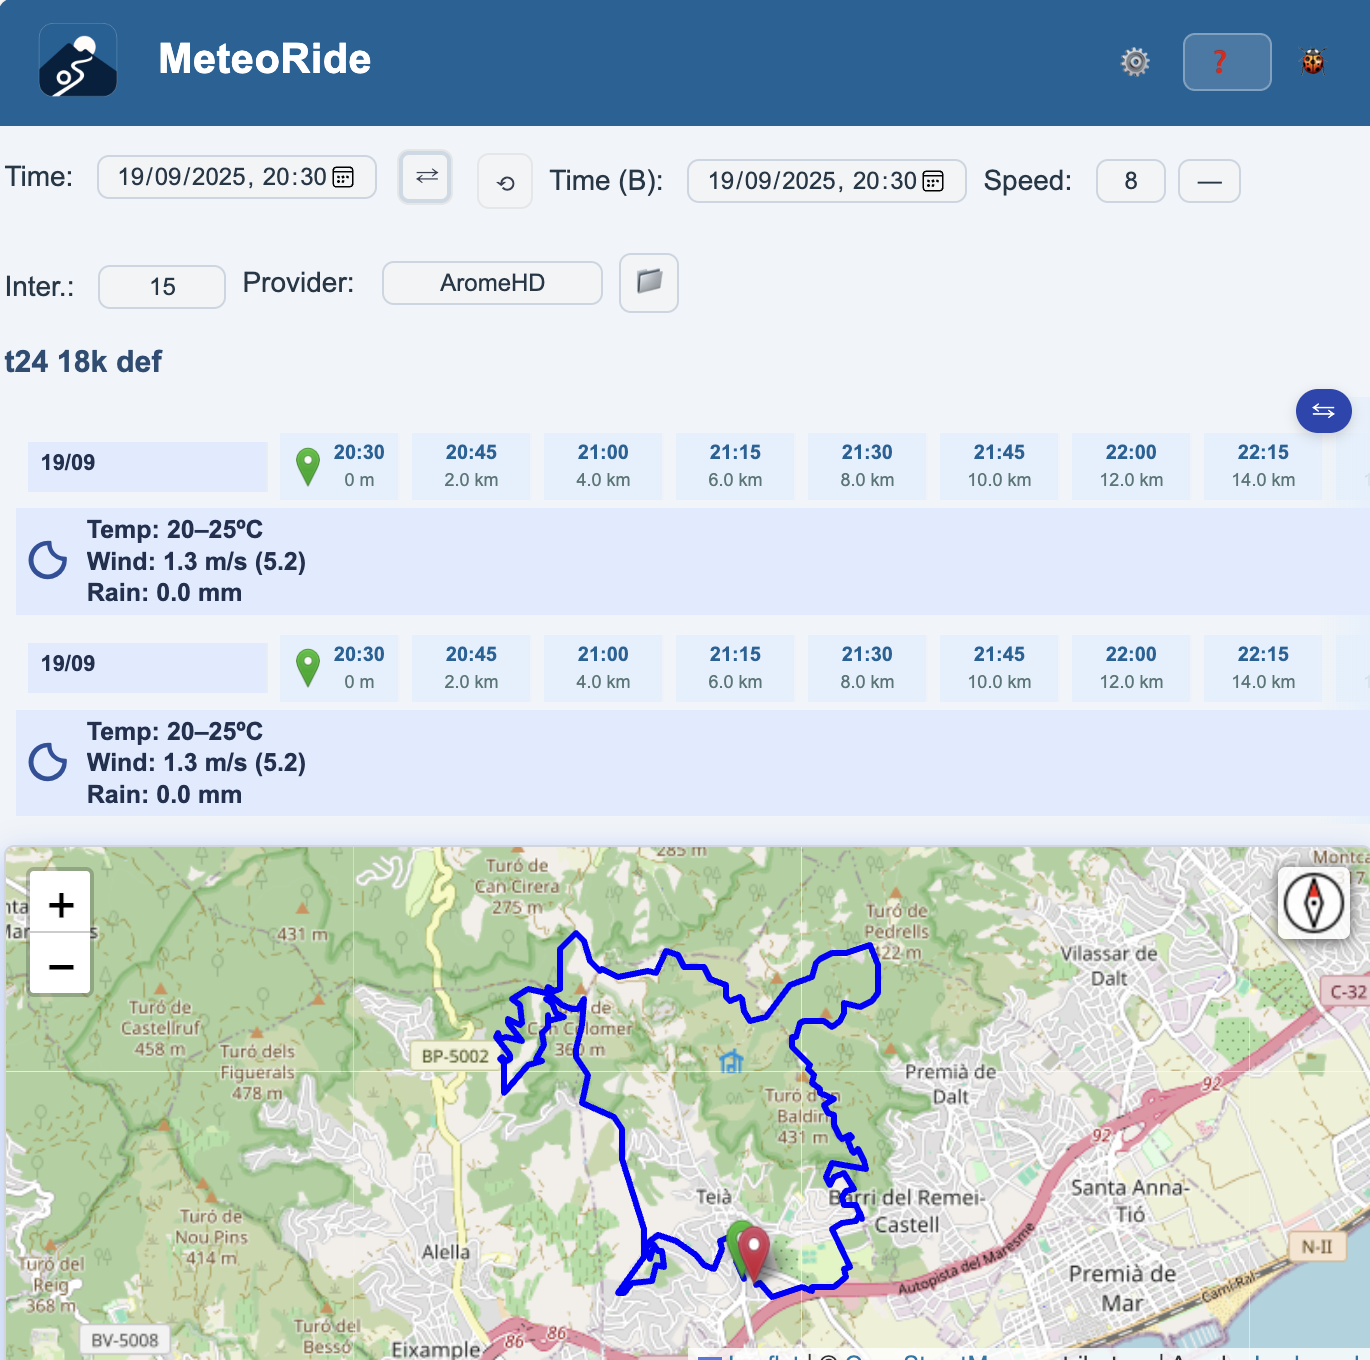 MeteoRide
❓
Time: 19/09/2025, 20:30 ⇄ ⟲ Time (B): 19/09/2025, 20:30 Speed: 8 —
Inter.: 15 Provider: AromeHD
t24 18k def
⇆
19/09 20:30 20:45 21:00 21:15 21:30 21:45 22:00 22:15
0 m 2.0 km 4.0 km 6.0 km 8.0 km 10.0 km 12.0 km 14.0 km
Temp: 20–25ºC
Wind: 1.3 m/s (5.2)
Rain: 0.0 mm
19/09 20:30 20:45 21:00 21:15 21:30 21:45 22:00 22:15
0 m 2.0 km 4.0 km 6.0 km 8.0 km 10.0 km 12.0 km 14.0 km
Temp: 20–25ºC
Wind: 1.3 m/s (5.2)
Rain: 0.0 mm
+
−
285 m
Turó de
Can Cirera
275 m
431 m
Turó de
Pedrells
Vilassar de
Dalt
C-32
Turó de
Castellruf
458 m
Turó dels
Figuerals
478 m
BP-5002
de
Can Colomer
Premià de
Dalt
92
92
Baldiri
431 m
Teià
Barri del Remei-
Castell
Santa Anna-
Tió
Turó de
Nou Pins
414 m
Alella
Turó del
Reig
368 m
Autopista del Maresme
N-II
Premià de
Mar
Camí Ral
BV-5008
Turó del
Bessó
Eixample
86
86